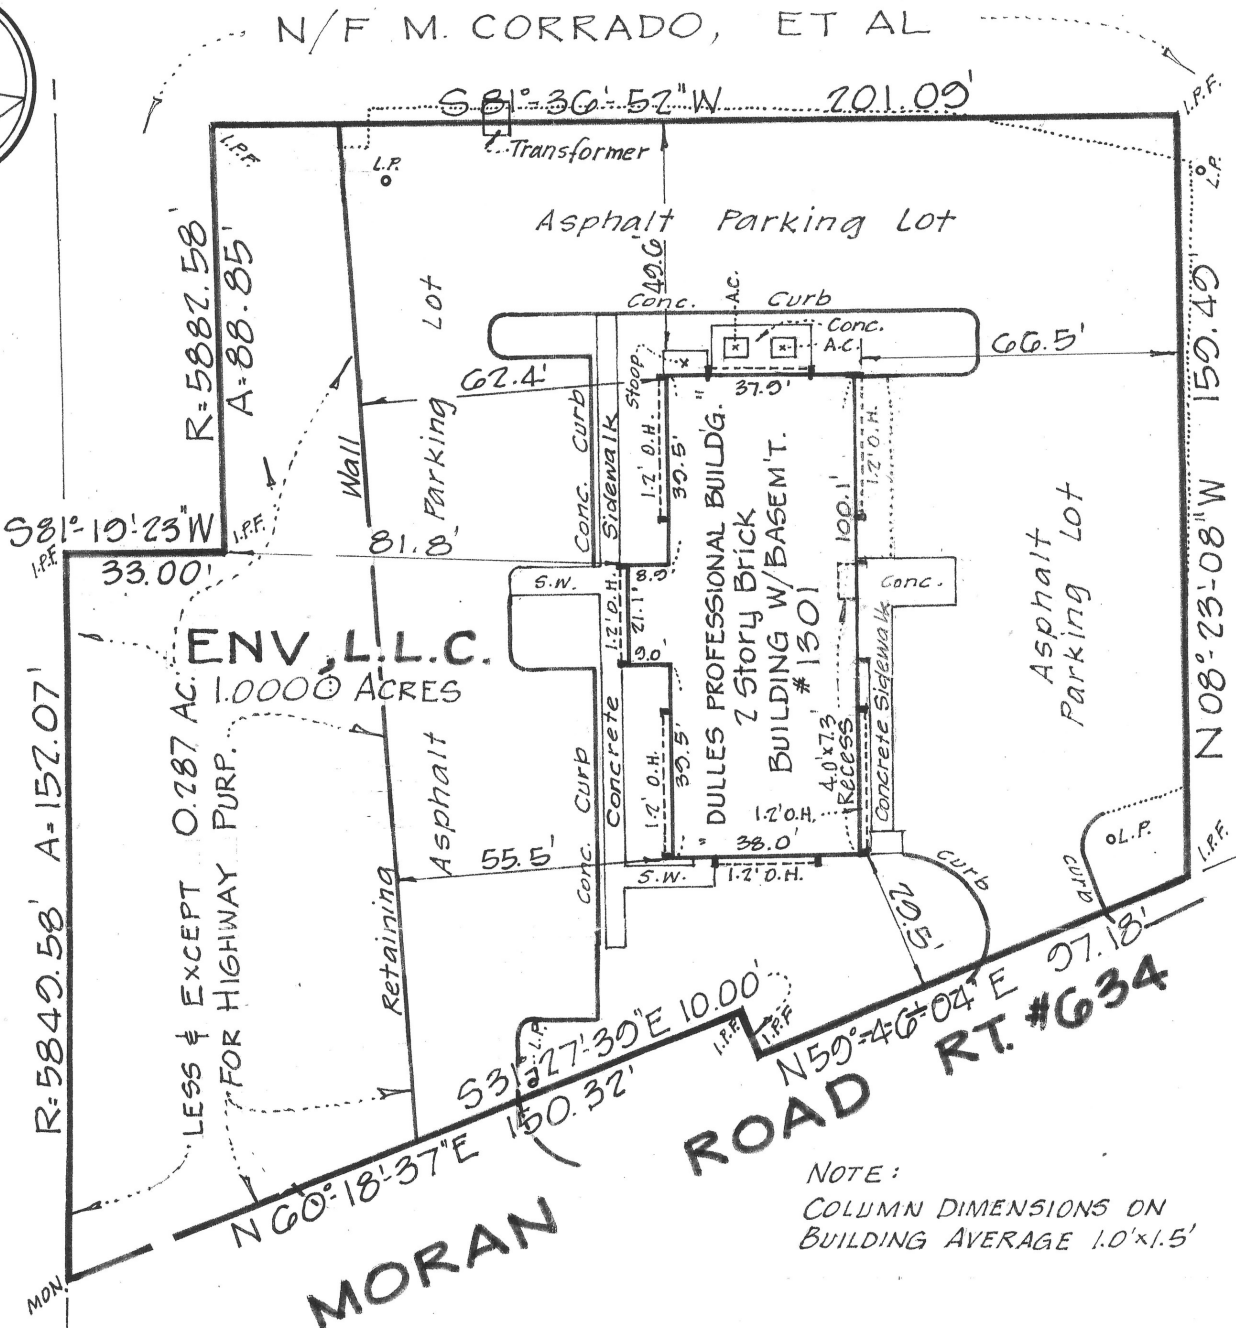 N/F M. CORRADO, ET AL
S 81°-36'-52"W 201.09'
I.P.F.
I.P.F.
Transformer
L.P.
L.P.
Asphalt Parking Lot
R=5882.58'
A=88.85'
49.6'
Conc. Curb
A.C.
Conc.
A.C.
66.5'
N 08°-23'-08"W 159.49'
62.4'
Stoop
37.9'
Wall
Parking Lot
Conc. Curb
Sidewalk
1.2' O.H.
39.5'
1.2' O.H.
100.1'
S81°-19'-23"W
I.P.F.
I.P.F.
33.00'
81.8'
S.W.
8.9'
1.2' O.H.
21.1'
9.0'
Conc.
"DULLES PROFESSIONAL BUILD'G."
2 Story Brick
BUILDING W/BASEM'T.
#1301
Asphalt
Parking Lot
ENV, L.L.C.
1.0000 ACRES
R=5849.58' A=152.07'
LESS & EXCEPT 0.287 AC.
FOR HIGHWAY PURP.
Retaining
Asphalt
Conc. Curb
Concrete
1.2' O.H.
39.5'
4.0'x7.3'
Recess
Concrete Sidewalk
1.2' O.H.
55.5'
38.0'
S.W.
1.2' O.H.
20.5'
Curb
Curb
L.P.
I.P.F.
L.P.
S31°-27'-39"E 10.00'
I.P.F.
I.P.F
N59°-46'-04"E 97.18'
N 60°-18'-37"E 150.32'
MON.
MORAN ROAD RT. #634
NOTE:
COLUMN DIMENSIONS ON
BUILDING AVERAGE 1.0'x1.5'